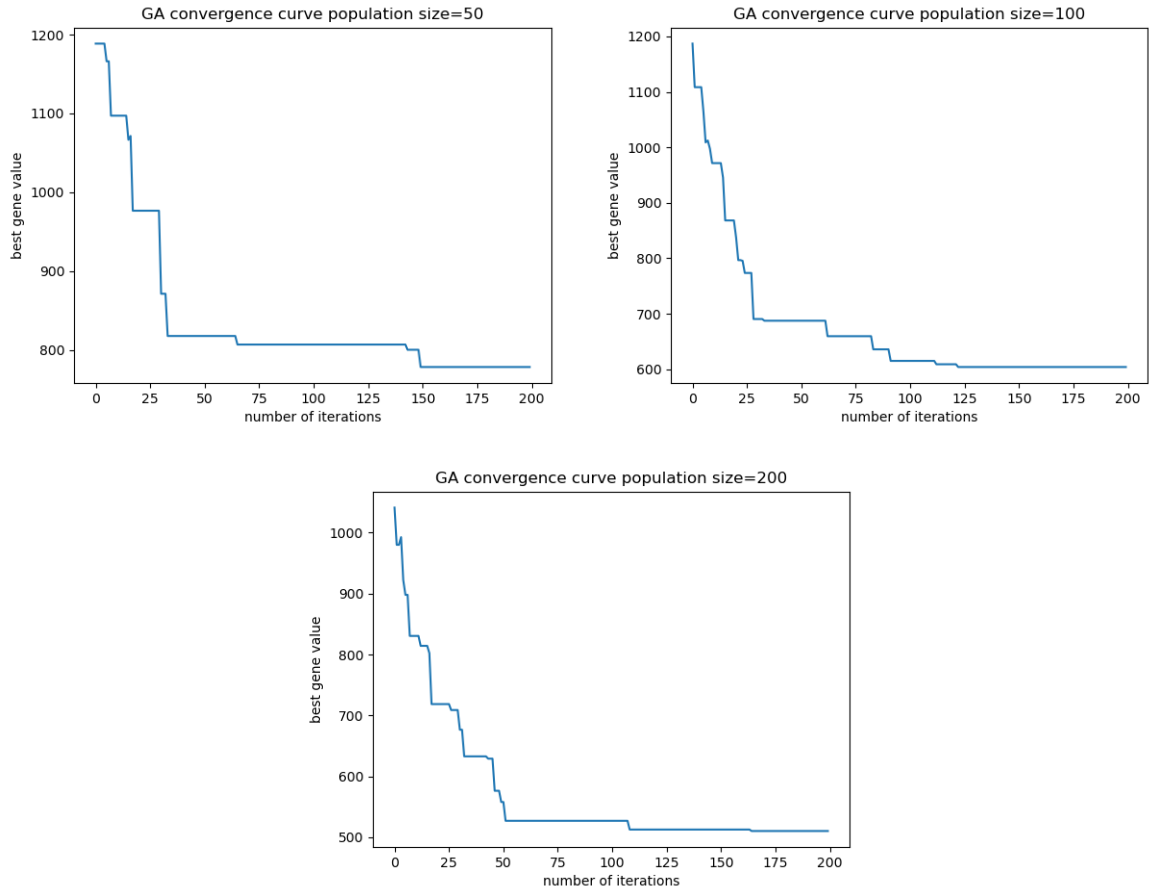 GA convergence curve population size=50
1200
1100
1000
900
800
best gene value
0 25 50 75 100 125 150 175 200
number of iterations
GA convergence curve population size=100
1200
1100
1000
900
800
700
600
best gene value
0 25 50 75 100 125 150 175 200
number of iterations
GA convergence curve population size=200
1000
900
800
700
600
500
best gene value
0 25 50 75 100 125 150 175 200
number of iterations